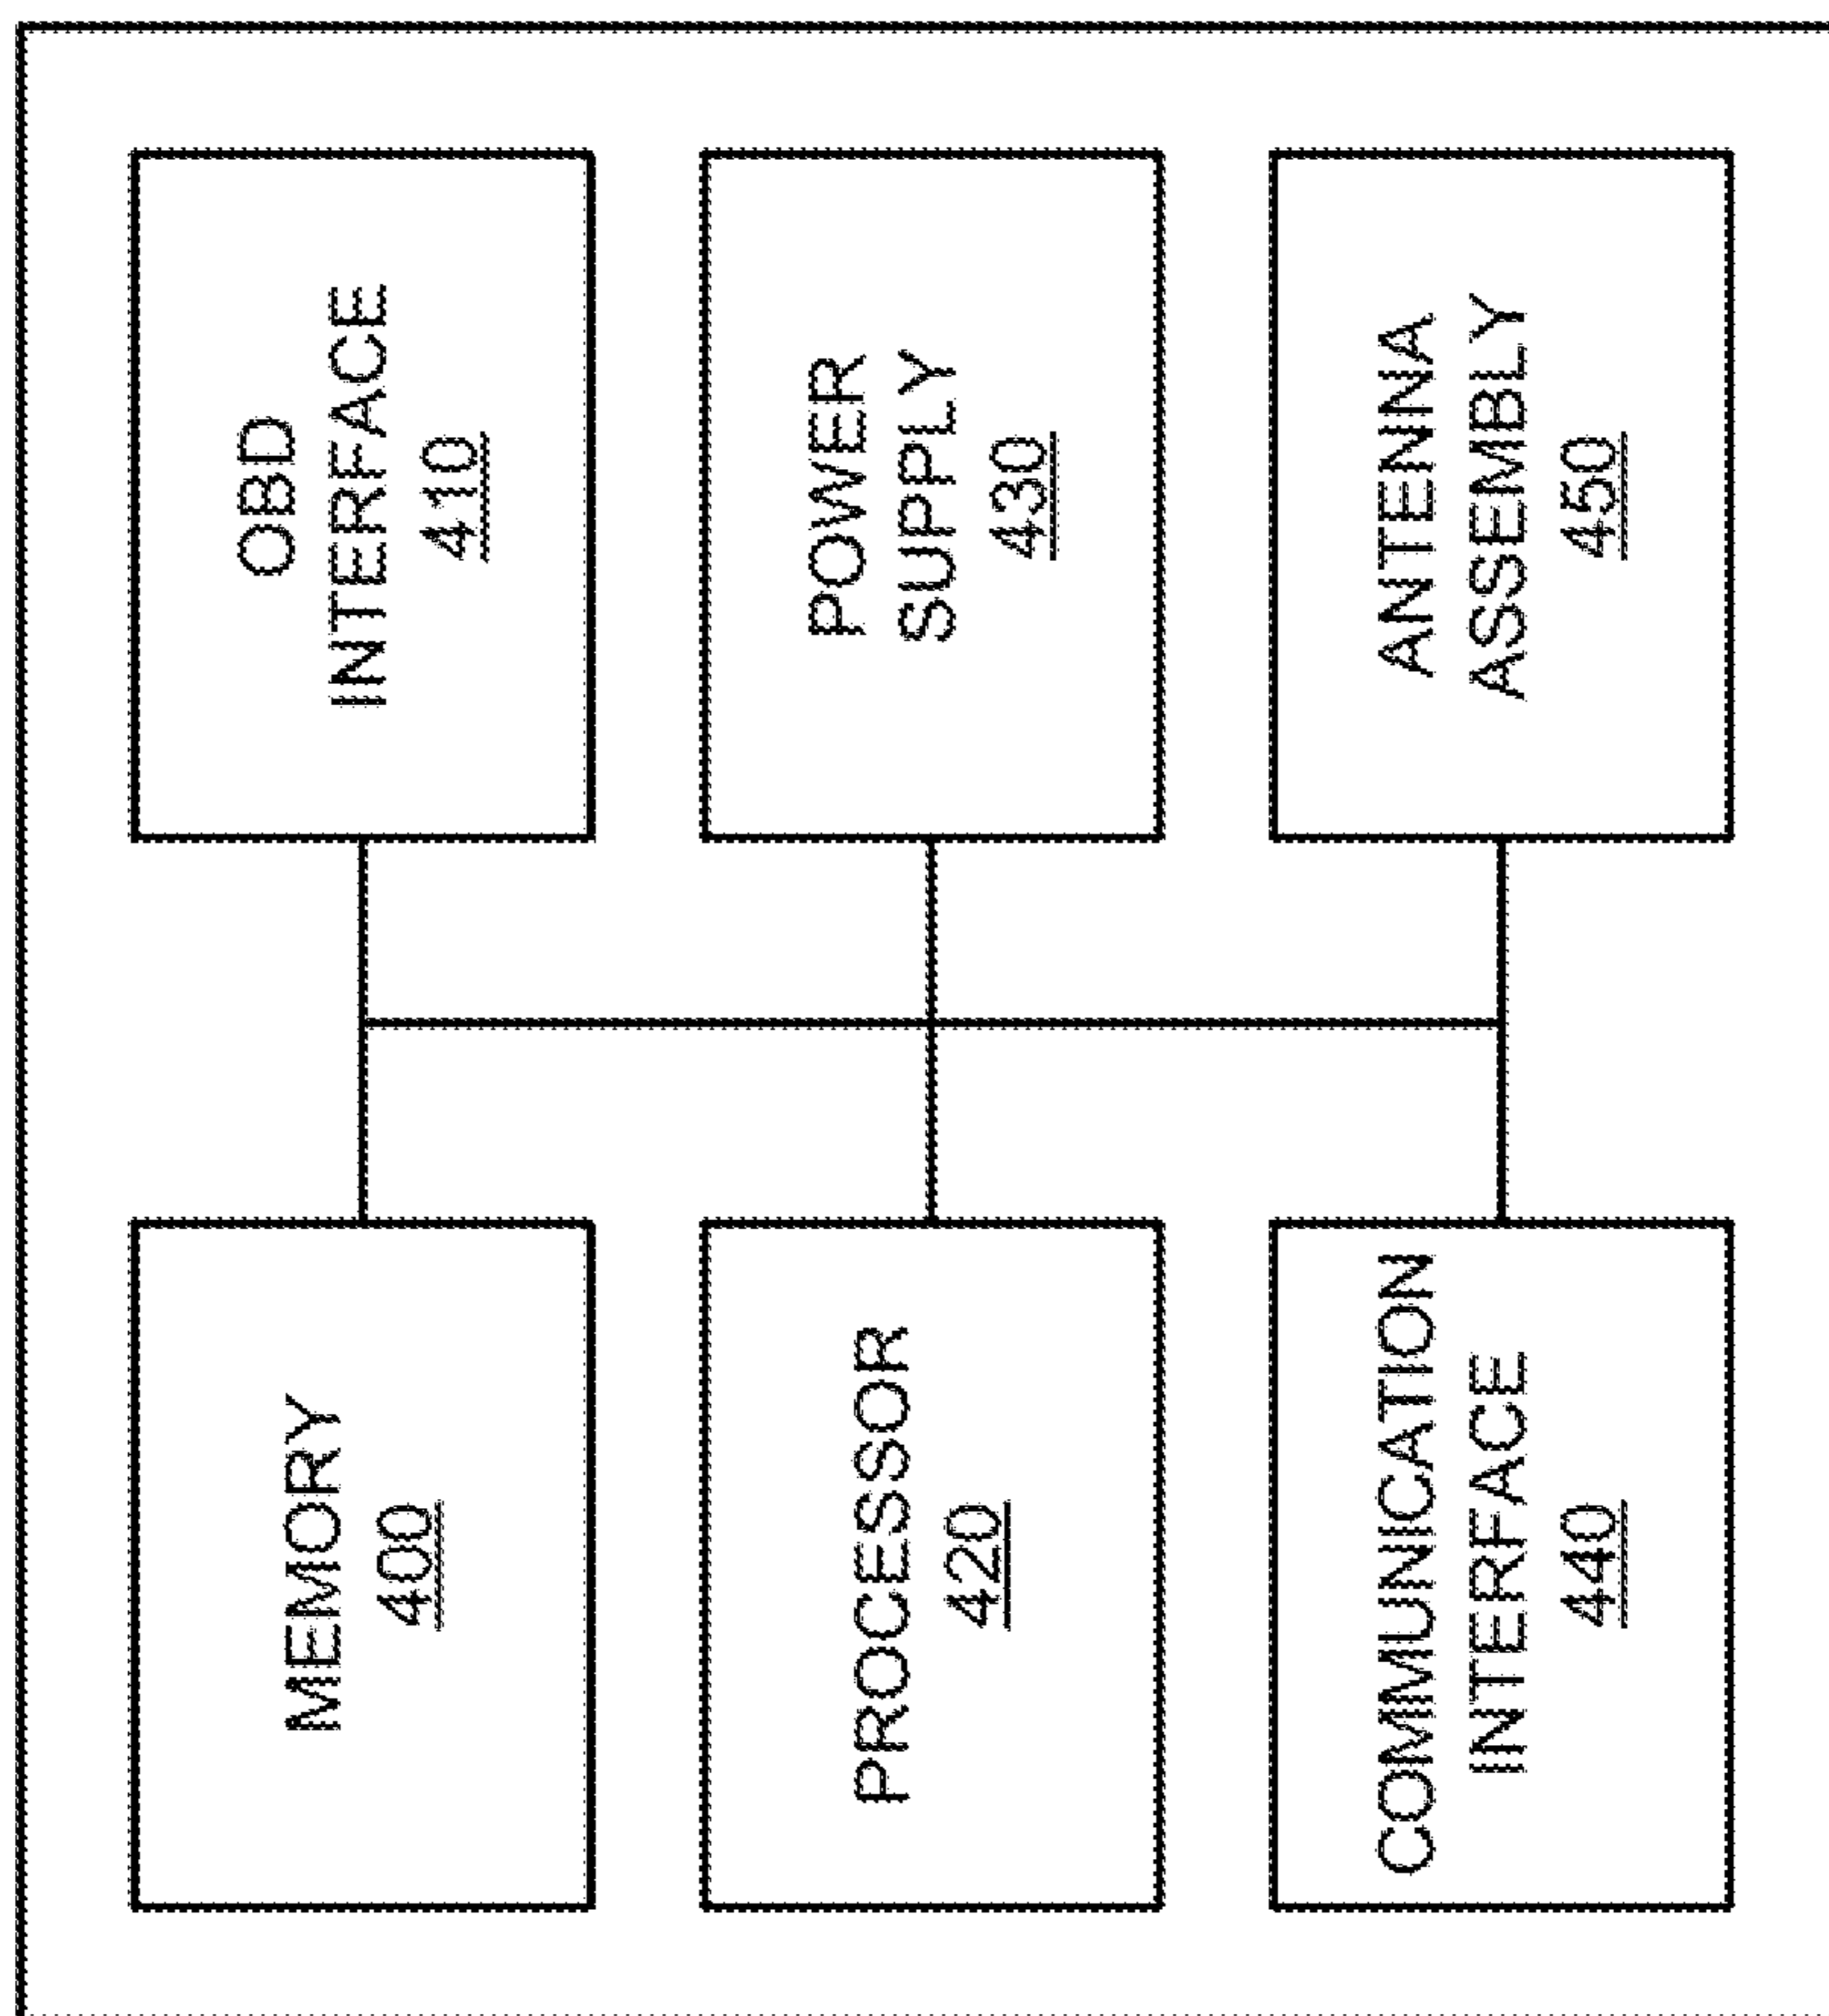 MEMORY
400
OBD
INTERFACE
410
PROCESSOR
420
POWER
SUPPLY
430
COMMUNICATION
INTERFACE
440
ANTENNA
ASSEMBLY
450